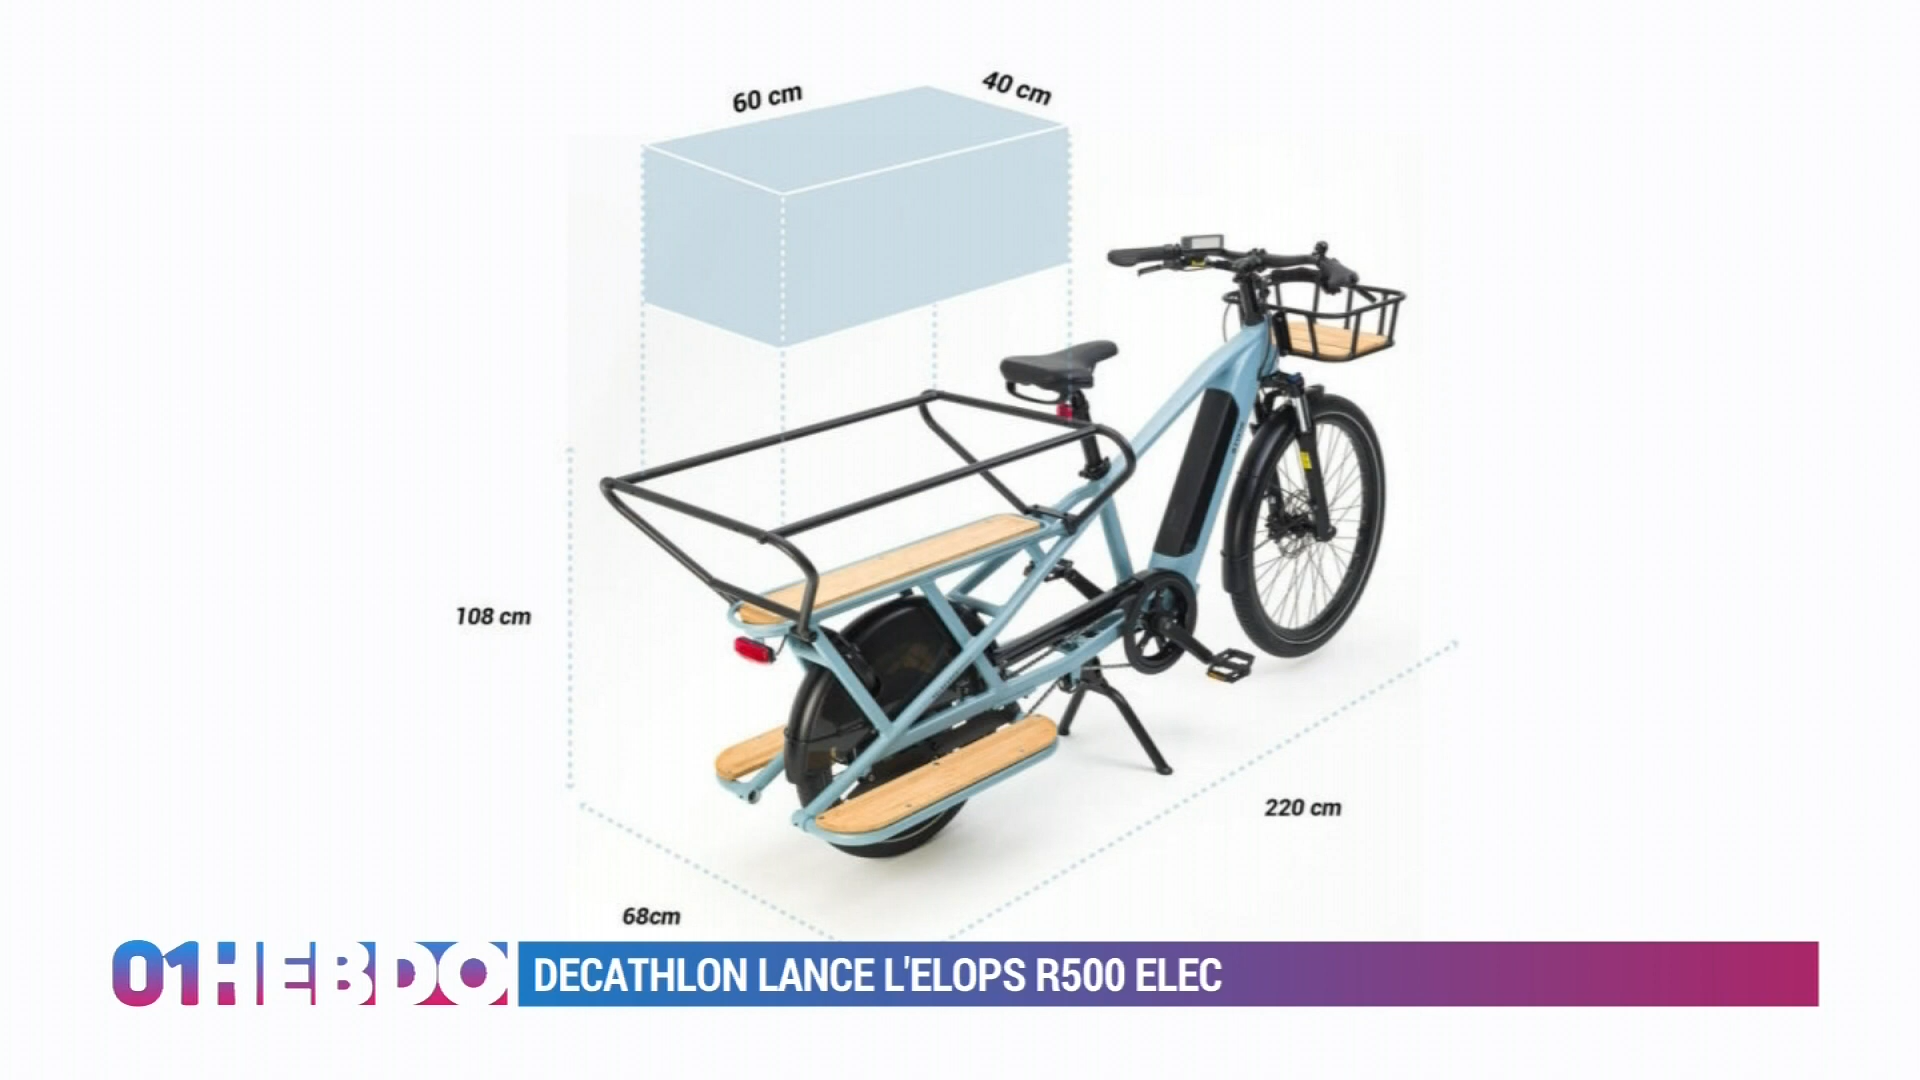 60 cm
40 cm
108 cm
220 cm
68cm
01HEBDO
DECATHLON LANCE L'ELOPS R500 ELEC